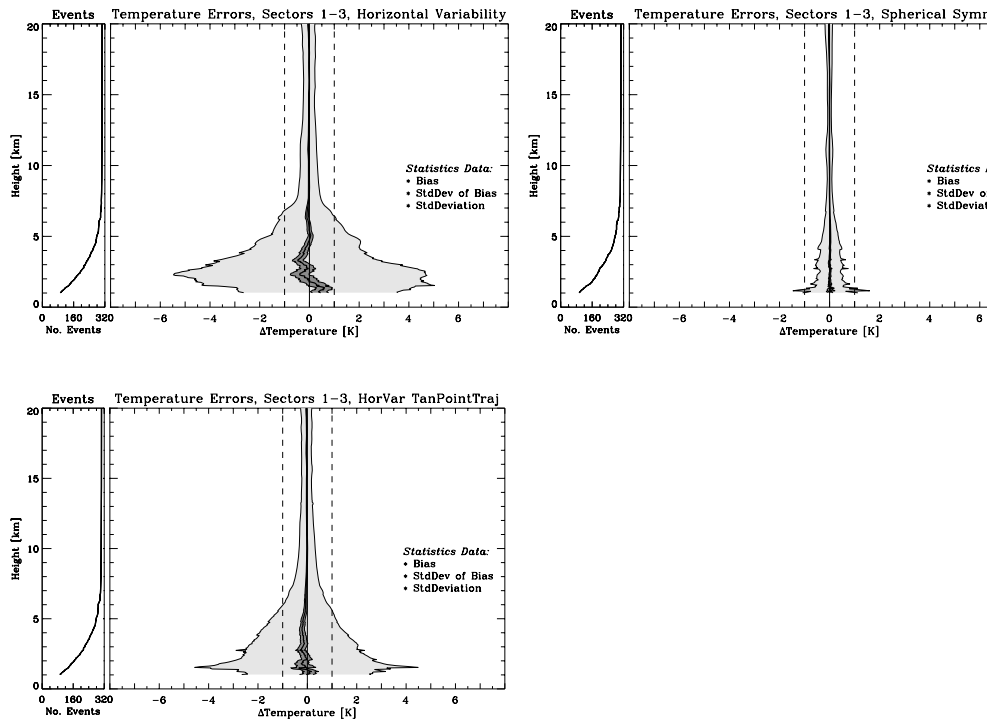 Events Temperature Errors, Sectors 1-3, Horizontal Variability
20
15
10
5
0
Height [km]
Statistics Data:
Bias
StdDev of Bias
StdDeviation
0 160 320
No. Events
-6 -4 -2 0 2 4 6
ΔTemperature [K]
Events Temperature Errors, Sectors 1-3, Spherical Symm
20
15
10
5
0
Height [km]
Statistics
Bias
StdDev of
StdDeviat
0 160 320
No. Events
-6 -4 -2 0 2 4 6
ΔTemperature [K]
Events Temperature Errors, Sectors 1-3, HorVar TanPointTraj
20
15
10
5
0
Height [km]
Statistics Data:
Bias
StdDev of Bias
StdDeviation
0 160 320
No. Events
-6 -4 -2 0 2 4 6
ΔTemperature [K]